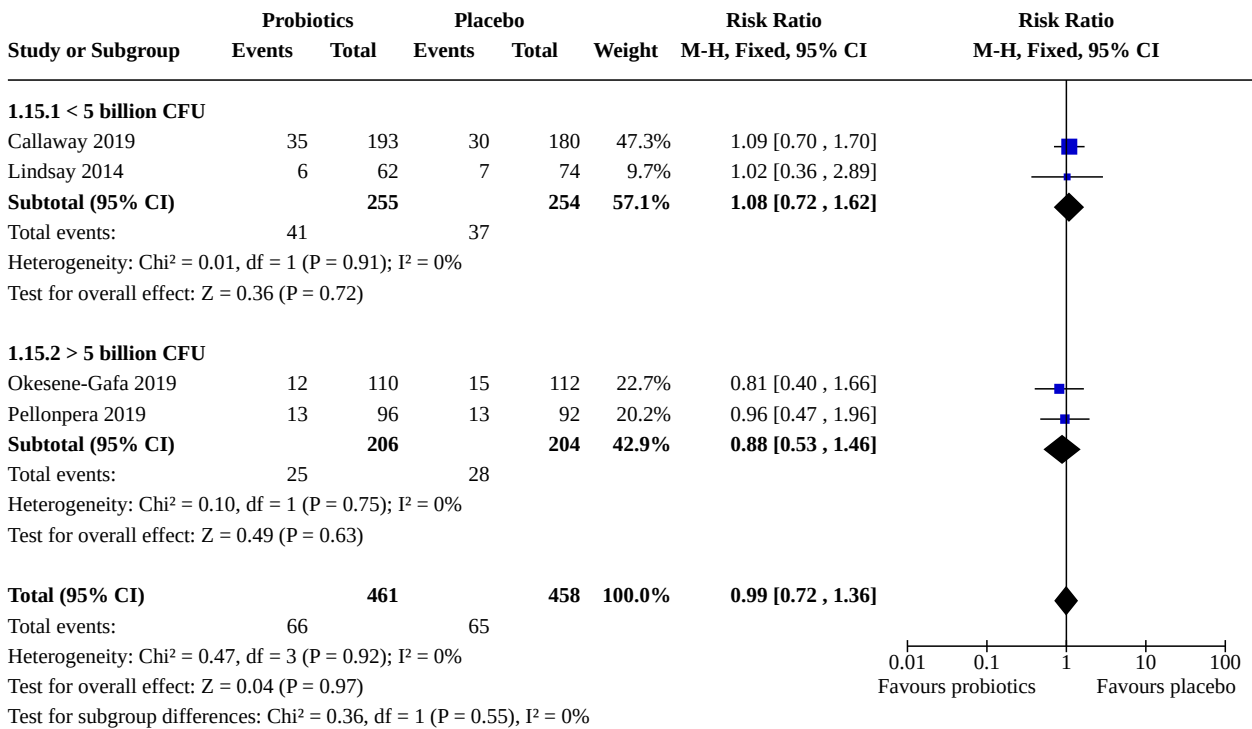 Probiotics Placebo Risk Ratio Risk Ratio
Study or Subgroup Events Total Events Total Weight M-H, Fixed, 95% CI M-H, Fixed, 95% CI
1.15.1 < 5 billion CFU
Callaway 2019 35 193 30 180 47.3% 1.09 [0.70 , 1.70]
Lindsay 2014 6 62 7 74 9.7% 1.02 [0.36 , 2.89]
Subtotal (95% CI) 255 254 57.1% 1.08 [0.72 , 1.62]
Total events: 41 37
Heterogeneity: Chi² = 0.01, df = 1 (P = 0.91); I² = 0%
Test for overall effect: Z = 0.36 (P = 0.72)
1.15.2 > 5 billion CFU
Okesene-Gafa 2019 12 110 15 112 22.7% 0.81 [0.40 , 1.66]
Pellonpera 2019 13 96 13 92 20.2% 0.96 [0.47 , 1.96]
Subtotal (95% CI) 206 204 42.9% 0.88 [0.53 , 1.46]
Total events: 25 28
Heterogeneity: Chi² = 0.10, df = 1 (P = 0.75); I² = 0%
Test for overall effect: Z = 0.49 (P = 0.63)
Total (95% CI) 461 458 100.0% 0.99 [0.72 , 1.36]
Total events: 66 65
Heterogeneity: Chi² = 0.47, df = 3 (P = 0.92); I² = 0%
Test for overall effect: Z = 0.04 (P = 0.97)
Test for subgroup differences: Chi² = 0.36, df = 1 (P = 0.55), I² = 0%
0.01 0.1 1 10 100
Favours probiotics Favours placebo